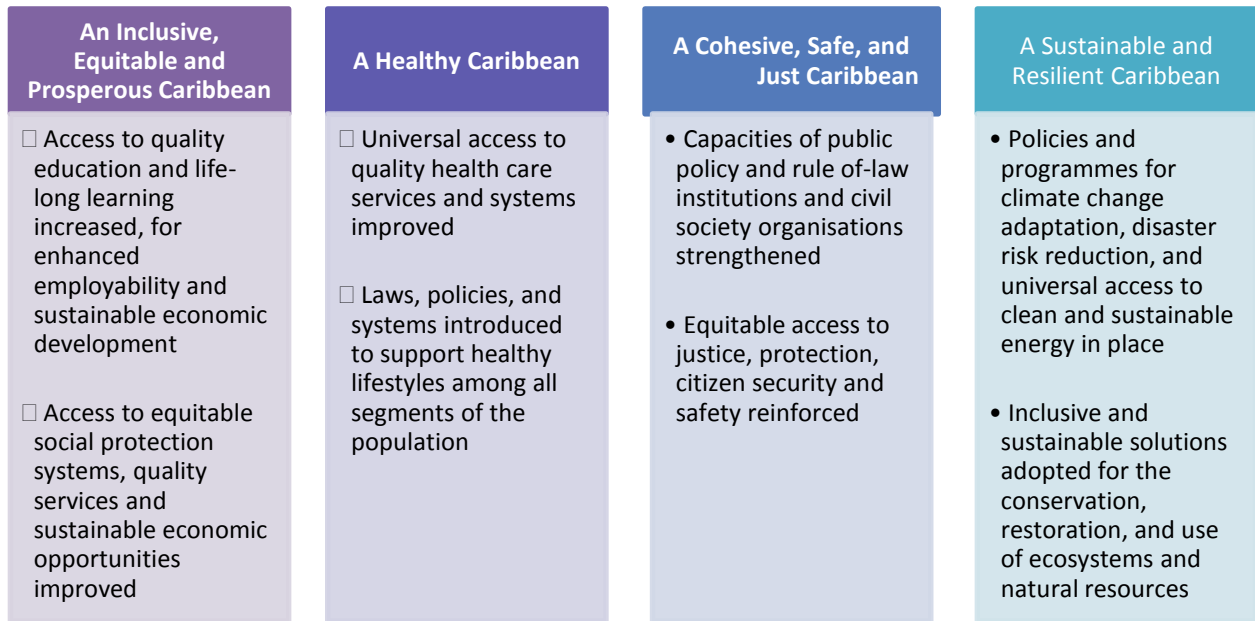 An Inclusive,
Equitable and
Prosperous Caribbean
□ Access to quality
education and life-
long learning
increased, for
enhanced
employability and
sustainable economic
development
□ Access to equitable
social protection
systems, quality
services and
sustainable economic
opportunities
improved
A Healthy Caribbean
□ Universal access to
quality health care
services and systems
improved
□ Laws, policies, and
systems introduced
to support healthy
lifestyles among all
segments of the
population
A Cohesive, Safe, and
Just Caribbean
• Capacities of public
policy and rule of-law
institutions and civil
society organisations
strengthened
• Equitable access to
justice, protection,
citizen security and
safety reinforced
A Sustainable and
Resilient Caribbean
• Policies and
programmes for
climate change
adaptation, disaster
risk reduction, and
universal access to
clean and sustainable
energy in place
• Inclusive and
sustainable solutions
adopted for the
conservation,
restoration, and use
of ecosystems and
natural resources